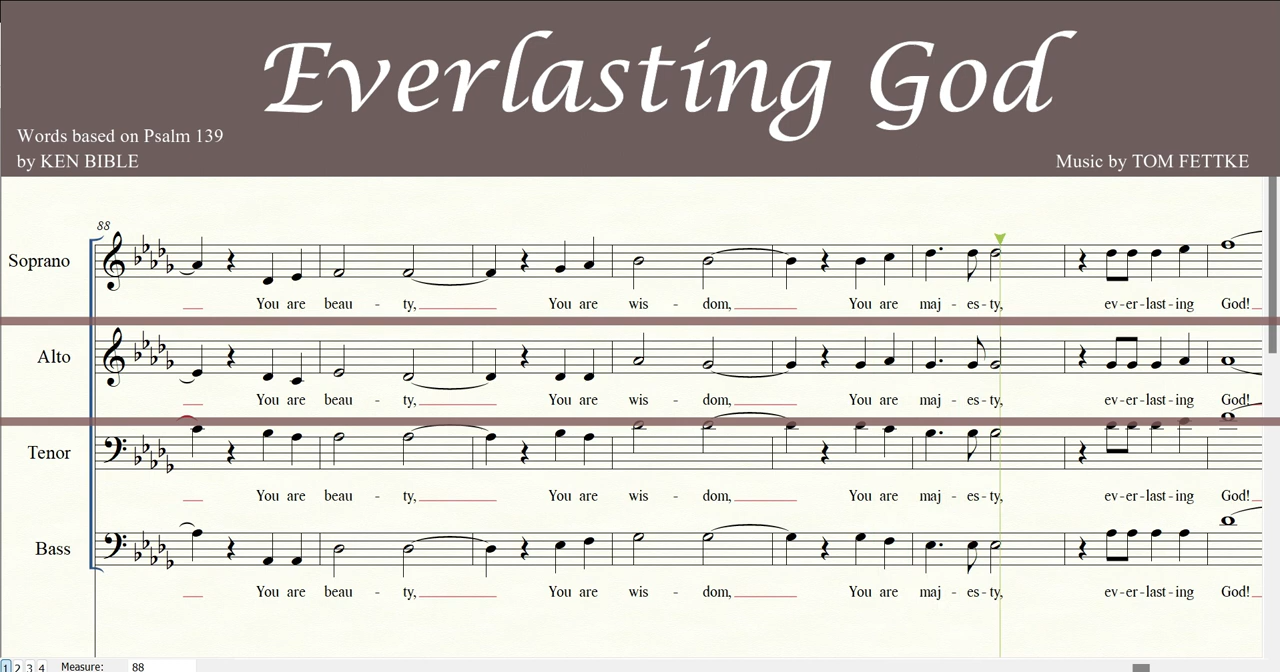 Everlasting God
Words based on Psalm 139
by KEN BIBLE
Music by TOM FETTKE
88
Soprano
You are beau - ty, You are wis - dom, You are maj - es - ty, ev - er - last - ing God!
Alto
You are beau - ty, You are wis - dom, You are maj - es - ty, ev - er - last - ing God!
Tenor
You are beau - ty, You are wis - dom, You are maj - es - ty, ev - er - last - ing God!
Bass
You are beau - ty, You are wis - dom, You are maj - es - ty, ev - er - last - ing God!
1 2 3 4 Measure: 88